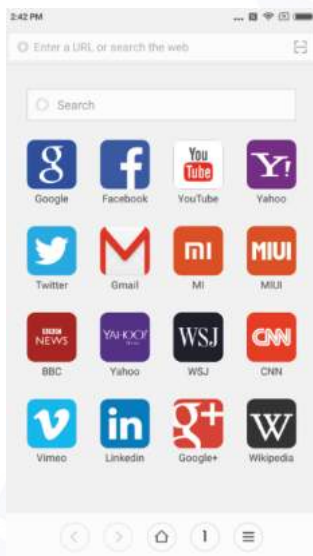 2:42 PM
Enter a URL or search the web
Search
g
f
You Tube
Y!
Google
Facebook
YouTube
Yahoo
M
MI
MIUI
Twitter
Gmail
MI
MIUI
BBC NEWS
YAHOO!
WSJ
CNN
BBC
Yahoo
WSJ
CNN
V
in
g+
W
Vimeo
Linkedin
Google+
Wikipedia
1